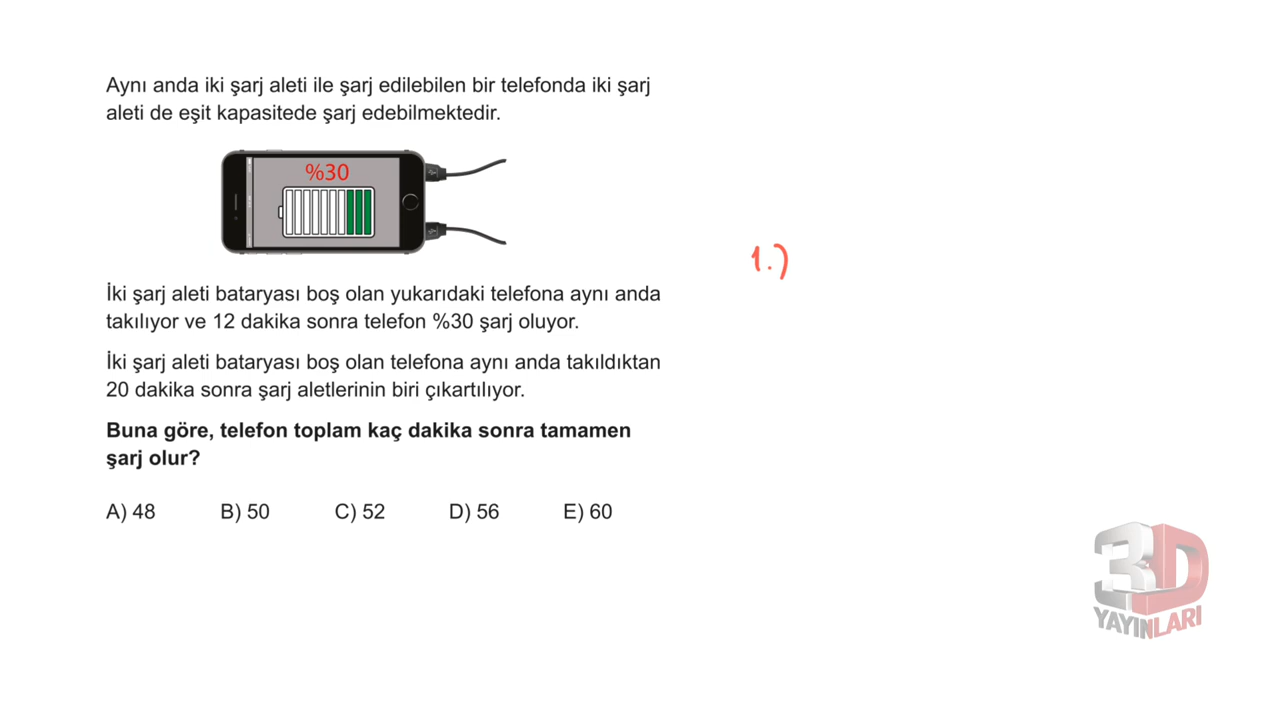 Aynı anda iki şarj aleti ile şarj edilebilen bir telefonda iki şarj
aleti de eşit kapasitede şarj edebilmektedir.
%30
İki şarj aleti bataryası boş olan yukarıdaki telefona aynı anda
takılıyor ve 12 dakika sonra telefon %30 şarj oluyor.
İki şarj aleti bataryası boş olan telefona aynı anda takıldıktan
20 dakika sonra şarj aletlerinin biri çıkartılıyor.
Buna göre, telefon toplam kaç dakika sonra tamamen
şarj olur?
A) 48 B) 50 C) 52 D) 56 E) 60
1.)
3D
YAYINLARI